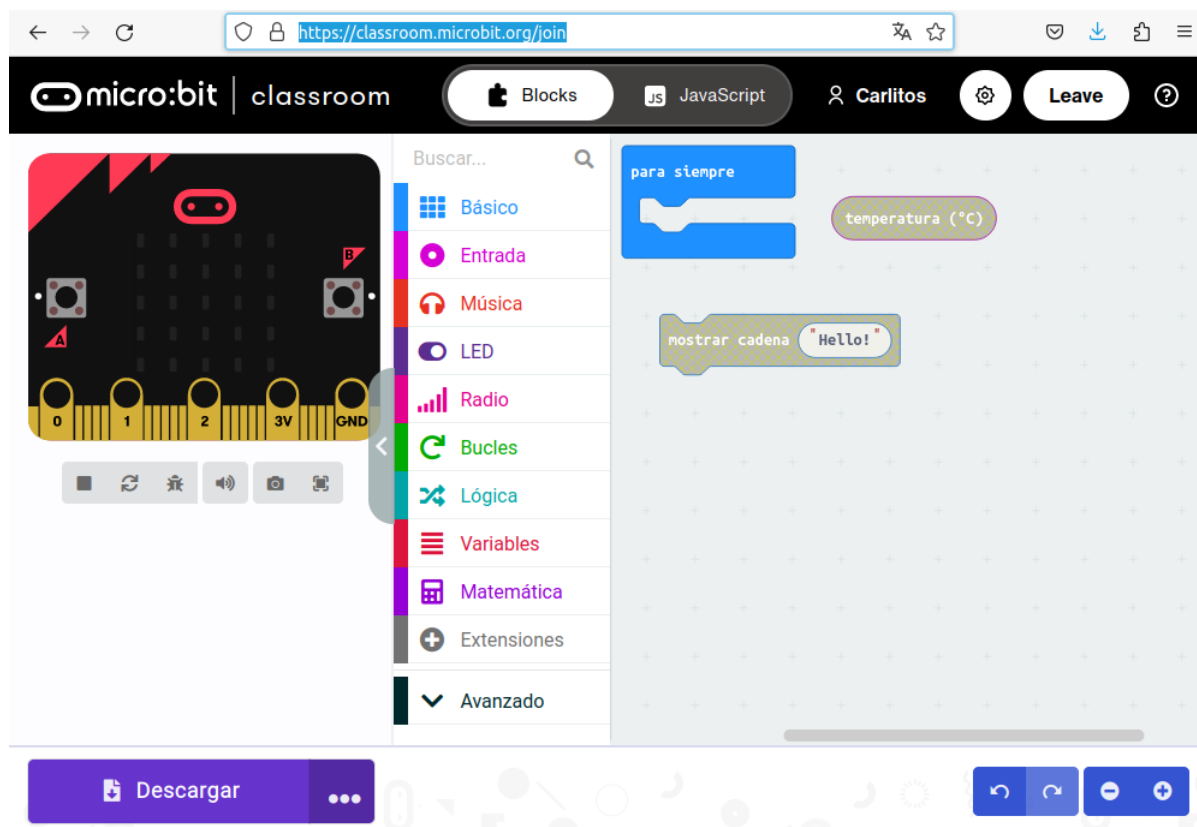 https://classroom.microbit.org/join
micro:bit | classroom
Blocks
JS JavaScript
Carlitos
Leave
Buscar...
Básico
Entrada
Música
LED
Radio
Bucles
Lógica
Variables
Matemática
Extensiones
Avanzado
A
B
0 1 2 3V GND
para siempre
temperatura (°C)
mostrar cadena "Hello!"
Descargar